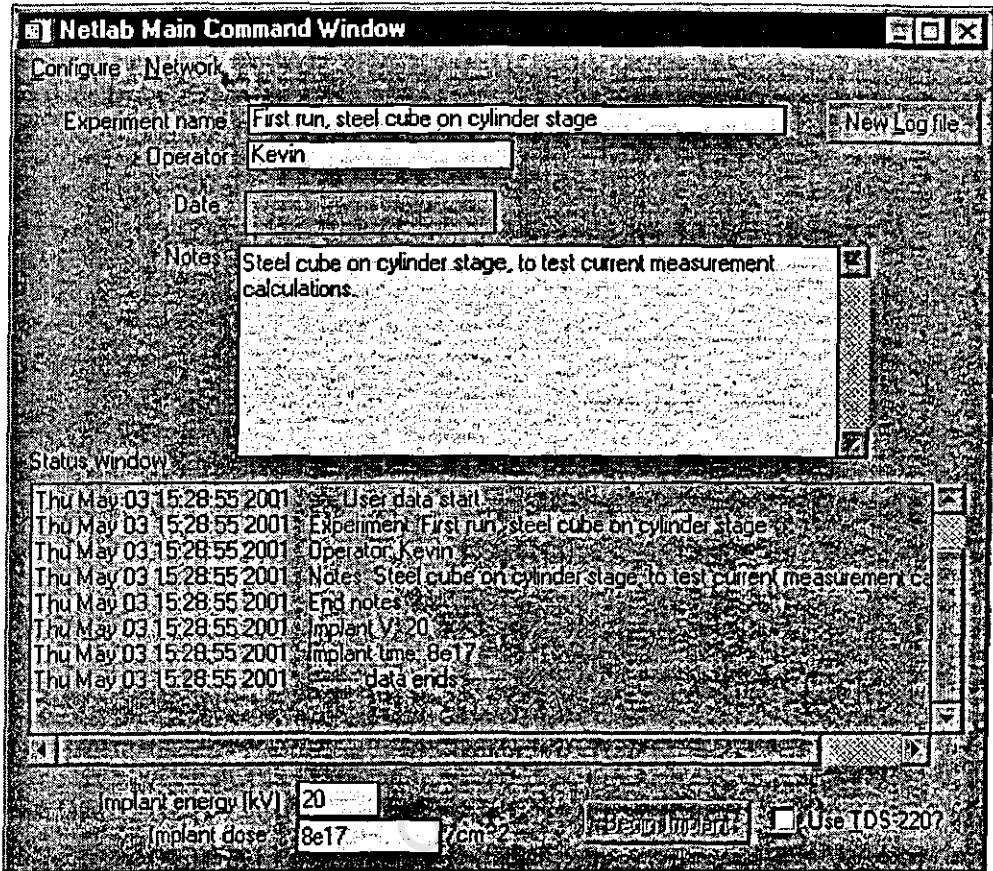 Netlab Main Command Window
Configure Network
Experiment name First run, steel cube on cylinder stage New Log file
Operator Kevin
Date
Notes Steel cube on cylinder stage, to test current measurement
calculations.
Status window
Thu May 03 15:28:55 2001 User data start
Thu May 03 15:28:55 2001 Experiment: First run, steel cube on cylinder stage
Thu May 03 15:28:55 2001 Operator: Kevin
Thu May 03 15:28:55 2001 Notes: Steel cube on cylinder stage, to test current measurement ca
Thu May 03 15:28:55 2001 End notes
Thu May 03 15:28:55 2001 Implant V: 20
Thu May 03 15:28:55 2001 Implant time: 8e17
Thu May 03 15:28:55 2001 data ends
Implant energy (kV) 20
Implant dose 8e17 /cm^2 Begin Implant Use TDS-220?